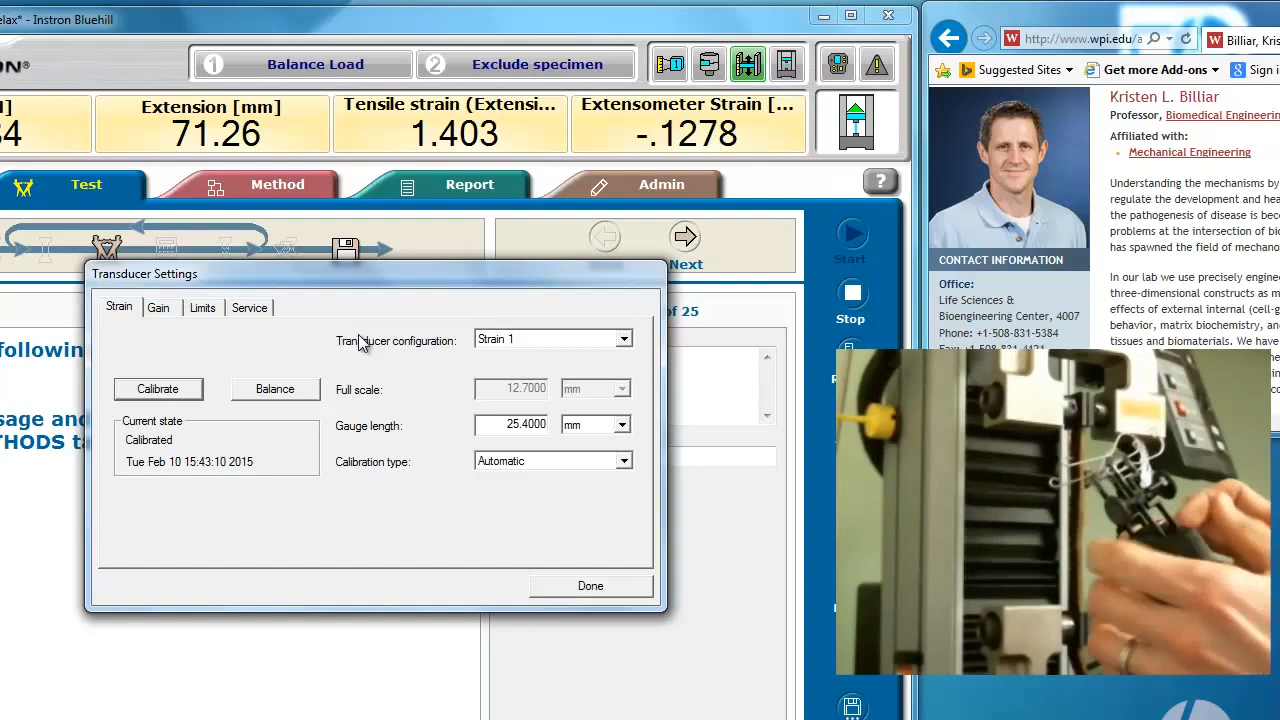 elax* - Instron Bluehill
ON®
1 Balance Load
2 Exclude specimen
Extension [mm]
71.26
Tensile strain (Extensi...
1.403
Extensometer Strain [...
-.1278
Test
Method
Report
Admin
?
Next
Start
Stop
of 25
following
sage and
THODS ta
Transducer Settings
Strain
Gain
Limits
Service
Transducer configuration:
Strain 1
Calibrate
Balance
Full scale:
12.7000
mm
Current state
Calibrated
Tue Feb 10 15:43:10 2015
Gauge length:
25.4000
mm
Calibration type:
Automatic
Done
http://www.wpi.edu/a
Billiar, Kris
Suggested Sites
Get more Add-ons
Sign i
Kristen L. Billiar
Professor, Biomedical Engineerin
Affiliated with:
Mechanical Engineering
Understanding the mechanisms by
regulate the development and hea
the pathogenesis of disease is beco
problems at the intersection of bio
has spawned the field of mechano
CONTACT INFORMATION
Office:
Life Sciences &
Bioengineering Center, 4007
Phone: +1-508-831-5384
In our lab we use precisely engine
three-dimensional constructs as m
effects of external internal (cell-g
behavior, matrix biochemistry, an
tissues and biomaterials. We have